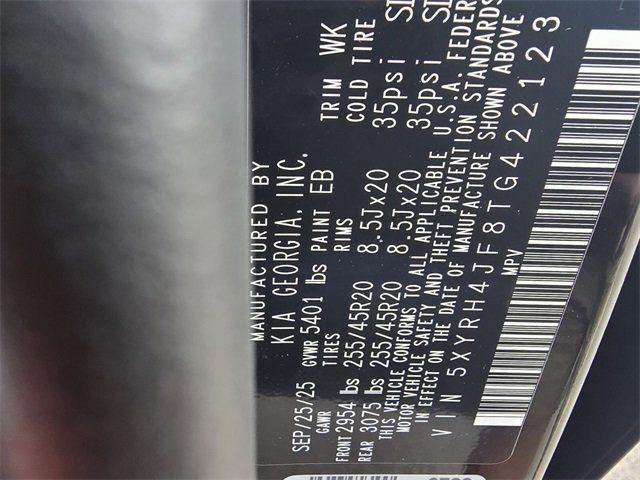 MANUFACTURED BY
KIA GEORGIA, INC.
SEP/25/25 GVWR 5401 lbs PAINT EB TRIM WK
GAWR TIRES RIMS COLD TIRE
FRONT 2954 lbs 255/45R20 8.5Jx20 35psi
REAR 3075 lbs 255/45R20 8.5Jx20 35psi
THIS VEHICLE CONFORMS TO ALL APPLICABLE U.S.A. FEDER
MOTOR VEHICLE SAFETY AND THEFT PREVENTION STANDARDS
IN EFFECT ON THE DATE OF MANUFACTURE SHOWN ABOVE
VIN 5XYRH4JF8TG422123
MPV